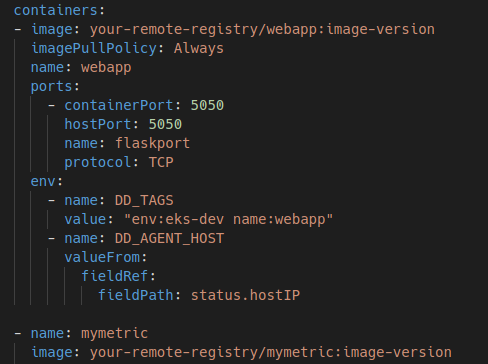 containers:
- image: your-remote-registry/webapp:image-version
  imagePullPolicy: Always
  name: webapp
  ports:
    - containerPort: 5050
      hostPort: 5050
      name: flaskport
      protocol: TCP
  env:
    - name: DD_TAGS
      value: "env:eks-dev name:webapp"
    - name: DD_AGENT_HOST
      valueFrom:
        fieldRef:
          fieldPath: status.hostIP

- name: mymetric
  image: your-remote-registry/mymetric:image-version